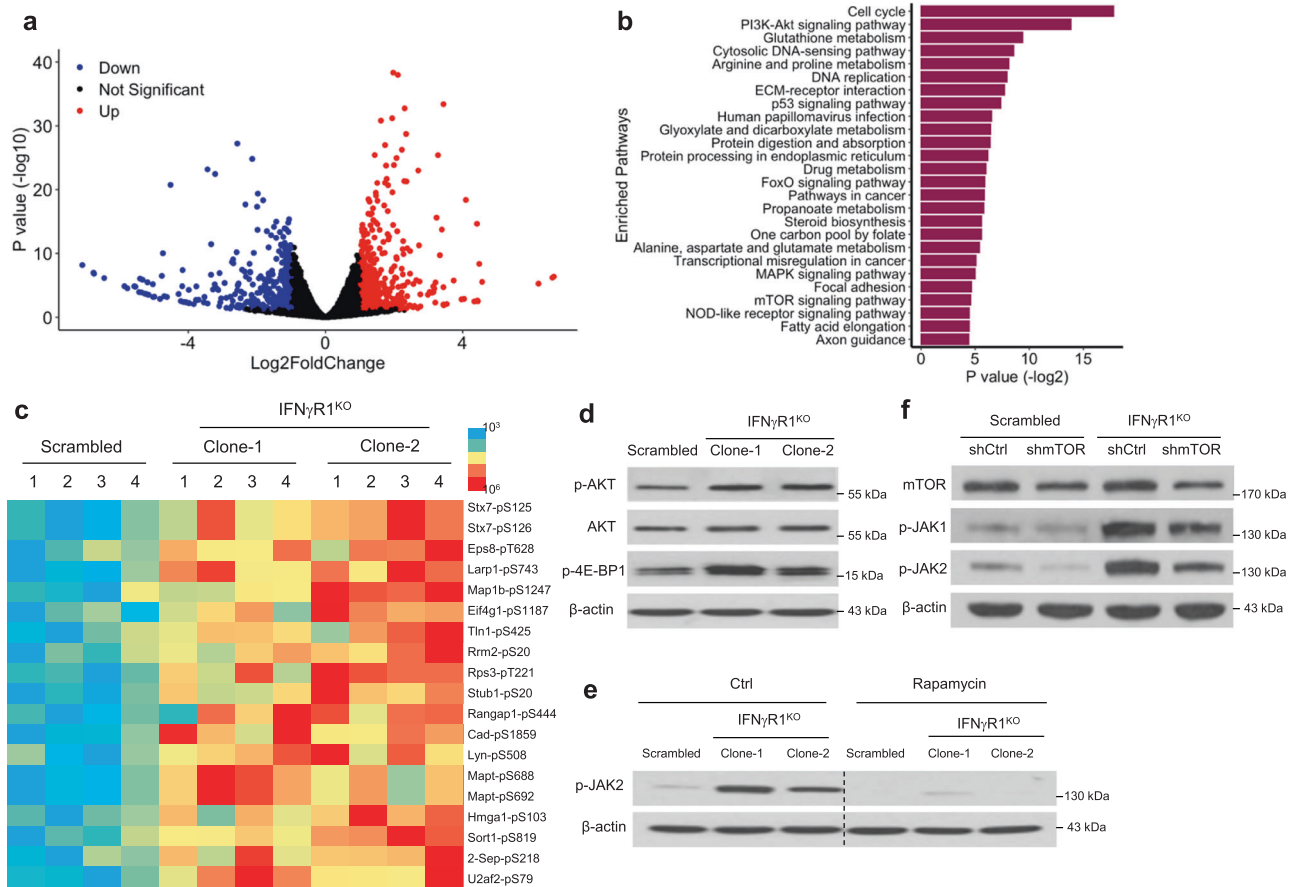 a
40
30
20
10
0
P value (-log10)
Down
Not Significant
Up
-4
0
4
Log2FoldChange
b
Enriched Pathways
Cell cycle
PI3K-Akt signaling pathway
Glutathione metabolism
Cytosolic DNA-sensing pathway
Arginine and proline metabolism
DNA replication
ECM-receptor interaction
p53 signaling pathway
Human papillomavirus infection
Glyoxylate and dicarboxylate metabolism
Protein digestion and absorption
Protein processing in endoplasmic reticulum
Drug metabolism
FoxO signaling pathway
Pathways in cancer
Propanoate metabolism
Steroid biosynthesis
One carbon pool by folate
Alanine, aspartate and glutamate metabolism
Transcriptional misregulation in cancer
MAPK signaling pathway
Focal adhesion
mTOR signaling pathway
NOD-like receptor signaling pathway
Fatty acid elongation
Axon guidance
0 5 10 15
P value (-log2)
c
IFNγR1KO
Scrambled Clone-1 Clone-2
1 2 3 4 1 2 3 4 1 2 3 4
10³
10⁶
Stx7-pS125
Stx7-pS126
Eps8-pT628
Larp1-pS743
Map1b-pS1247
Eif4g1-pS1187
Tln1-pS425
Rrm2-pS20
Rps3-pT221
Stub1-pS20
Rangap1-pS444
Cad-pS1859
Lyn-pS508
Mapt-pS688
Mapt-pS692
Hmga1-pS103
Sort1-pS819
2-Sep-pS218
U2af2-pS79
d
IFNγR1KO
Scrambled Clone-1 Clone-2
p-AKT 55 kDa
AKT 55 kDa
p-4E-BP1 15 kDa
β-actin 43 kDa
e
Ctrl Rapamycin
IFNγR1KO IFNγR1KO
Scrambled Clone-1 Clone-2 Scrambled Clone-1 Clone-2
p-JAK2 130 kDa
β-actin 43 kDa
f
Scrambled IFNγR1KO
shCtrl shmTOR shCtrl shmTOR
mTOR 170 kDa
p-JAK1 130 kDa
p-JAK2 130 kDa
β-actin 43 kDa